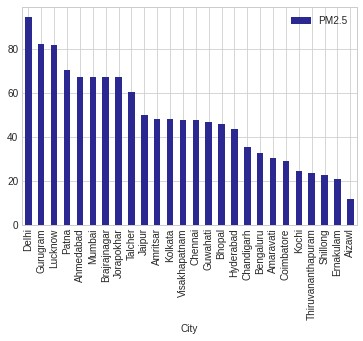 PM2.5
80
60
40
20
0
Delhi
Gurugram
Lucknow
Patna
Ahmedabad
Mumbai
Brajrajnagar
Jorapokhar
Talcher
Jaipur
Amritsar
Kolkata
Visakhapatnam
Chennai
Guwahati
Bhopal
Hyderabad
Chandigarh
Bengaluru
Amaravati
Coimbatore
Kochi
Thiruvananthapuram
Shillong
Ernakulam
Aizawl
City